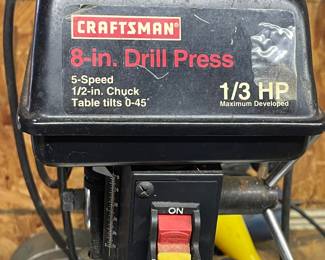 CRAFTSMAN
8-in. Drill Press
5-Speed
1/2-in. Chuck
Table tilts 0-45°
1/3 HP
Maximum Developed
ON